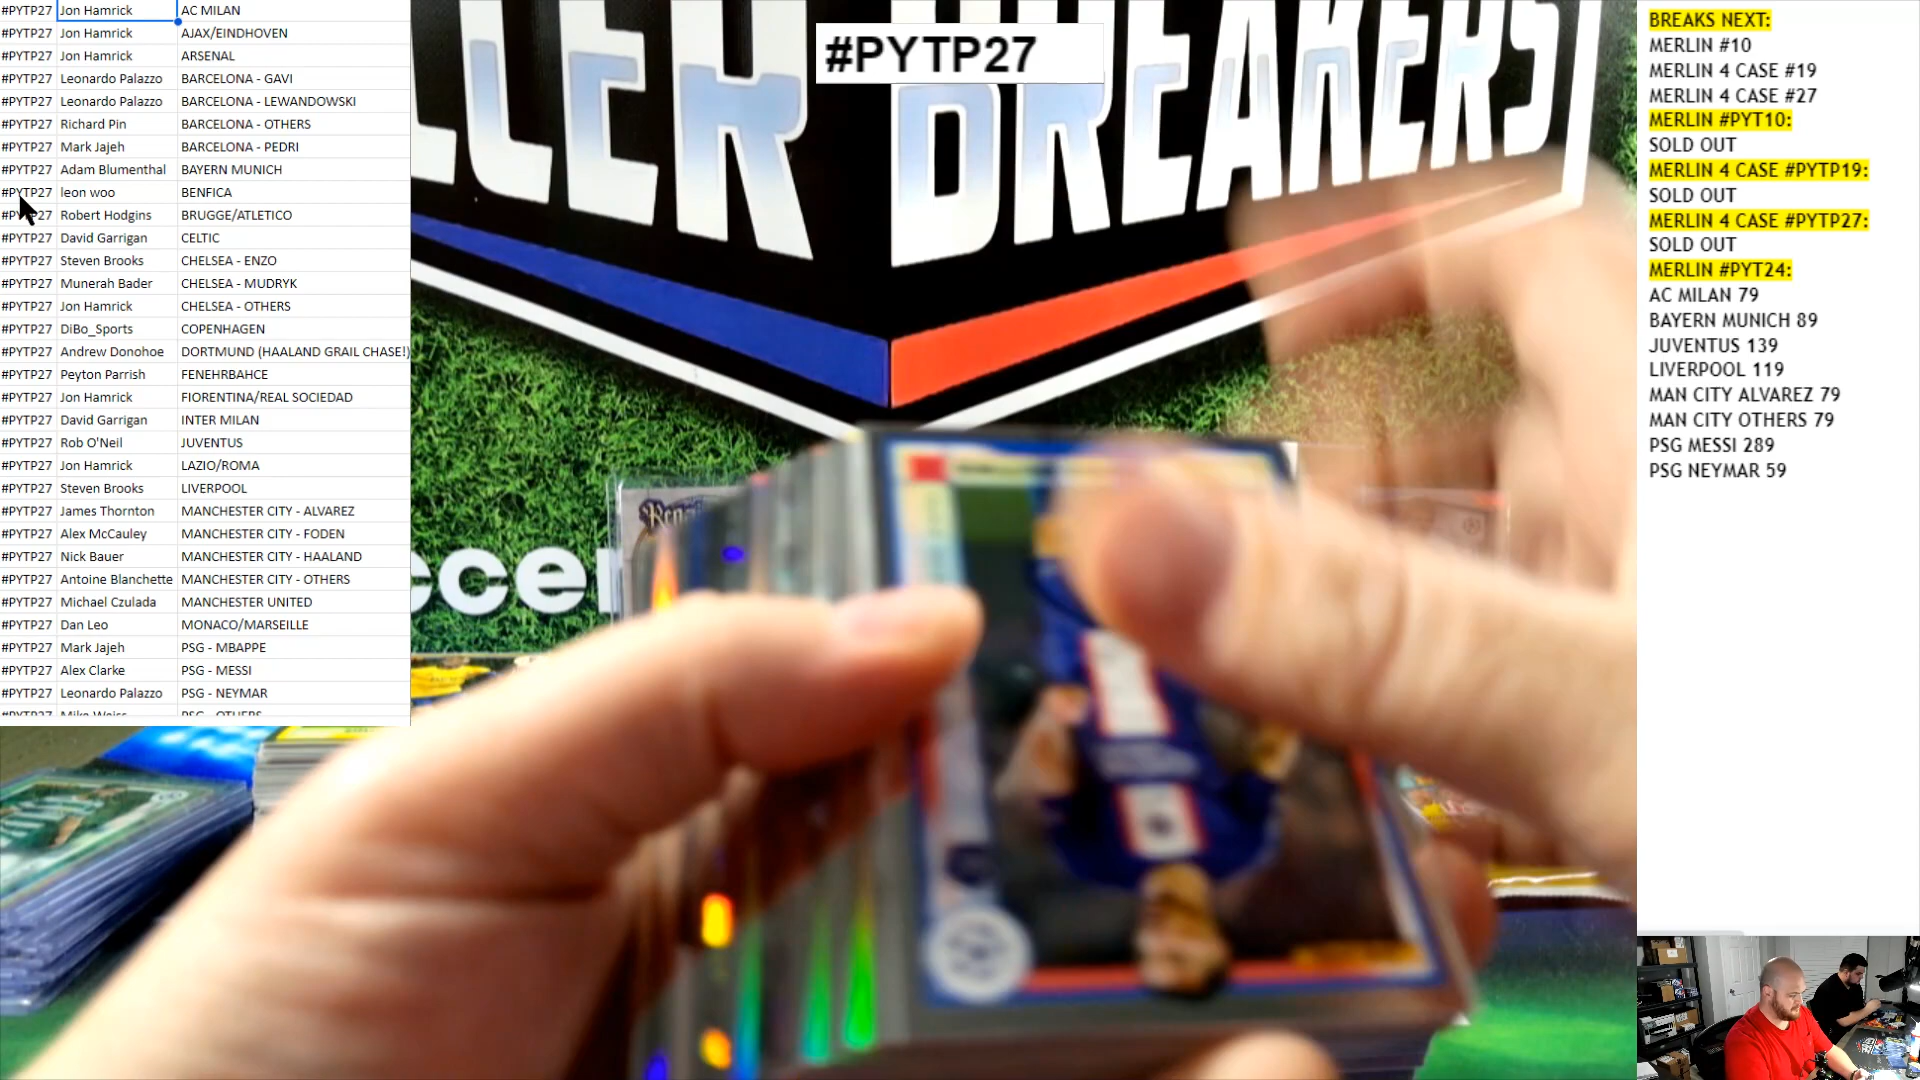 #PYTP27 Jon Hamrick AC MILAN
#PYTP27 Jon Hamrick AJAX/EINDHOVEN
#PYTP27 Jon Hamrick ARSENAL
#PYTP27 Leonardo Palazzo BARCELONA - GAVI
#PYTP27 Leonardo Palazzo BARCELONA - LEWANDOWSKI
#PYTP27 Richard Pin BARCELONA - OTHERS
#PYTP27 Mark Jajeh BARCELONA - PEDRI
#PYTP27 Adam Blumenthal BAYERN MUNICH
#PYTP27 leon woo BENFICA
#PYTP27 Robert Hodgins BRUGGE/ATLETICO
#PYTP27 David Garrigan CELTIC
#PYTP27 Steven Brooks CHELSEA - ENZO
#PYTP27 Munerah Bader CHELSEA - MUDRYK
#PYTP27 Jon Hamrick CHELSEA - OTHERS
#PYTP27 DiBo_Sports COPENHAGEN
#PYTP27 Andrew Donohoe DORTMUND (HAALAND GRAIL CHASE!)
#PYTP27 Peyton Parrish FENEHRBAHCE
#PYTP27 Jon Hamrick FIORENTINA/REAL SOCIEDAD
#PYTP27 David Garrigan INTER MILAN
#PYTP27 Rob O'Neil JUVENTUS
#PYTP27 Jon Hamrick LAZIO/ROMA
#PYTP27 Steven Brooks LIVERPOOL
#PYTP27 James Thornton MANCHESTER CITY - ALVAREZ
#PYTP27 Alex McCauley MANCHESTER CITY - FODEN
#PYTP27 Nick Bauer MANCHESTER CITY - HAALAND
#PYTP27 Antoine Blanchette MANCHESTER CITY - OTHERS
#PYTP27 Michael Czulada MANCHESTER UNITED
#PYTP27 Dan Leo MONACO/MARSEILLE
#PYTP27 Mark Jajeh PSG - MBAPPE
#PYTP27 Alex Clarke PSG - MESSI
#PYTP27 Leonardo Palazzo PSG - NEYMAR
#PYTP27 Mike Weiss PSG - OTHERS
#PYTP27
LLER BREAKERS
ccer
BREAKS NEXT:
MERLIN #10
MERLIN 4 CASE #19
MERLIN 4 CASE #27
MERLIN #PYT10:
SOLD OUT
MERLIN 4 CASE #PYTP19:
SOLD OUT
MERLIN 4 CASE #PYTP27:
SOLD OUT
MERLIN #PYT24:
AC MILAN 79
BAYERN MUNICH 89
JUVENTUS 139
LIVERPOOL 119
MAN CITY ALVAREZ 79
MAN CITY OTHERS 79
PSG MESSI 289
PSG NEYMAR 59